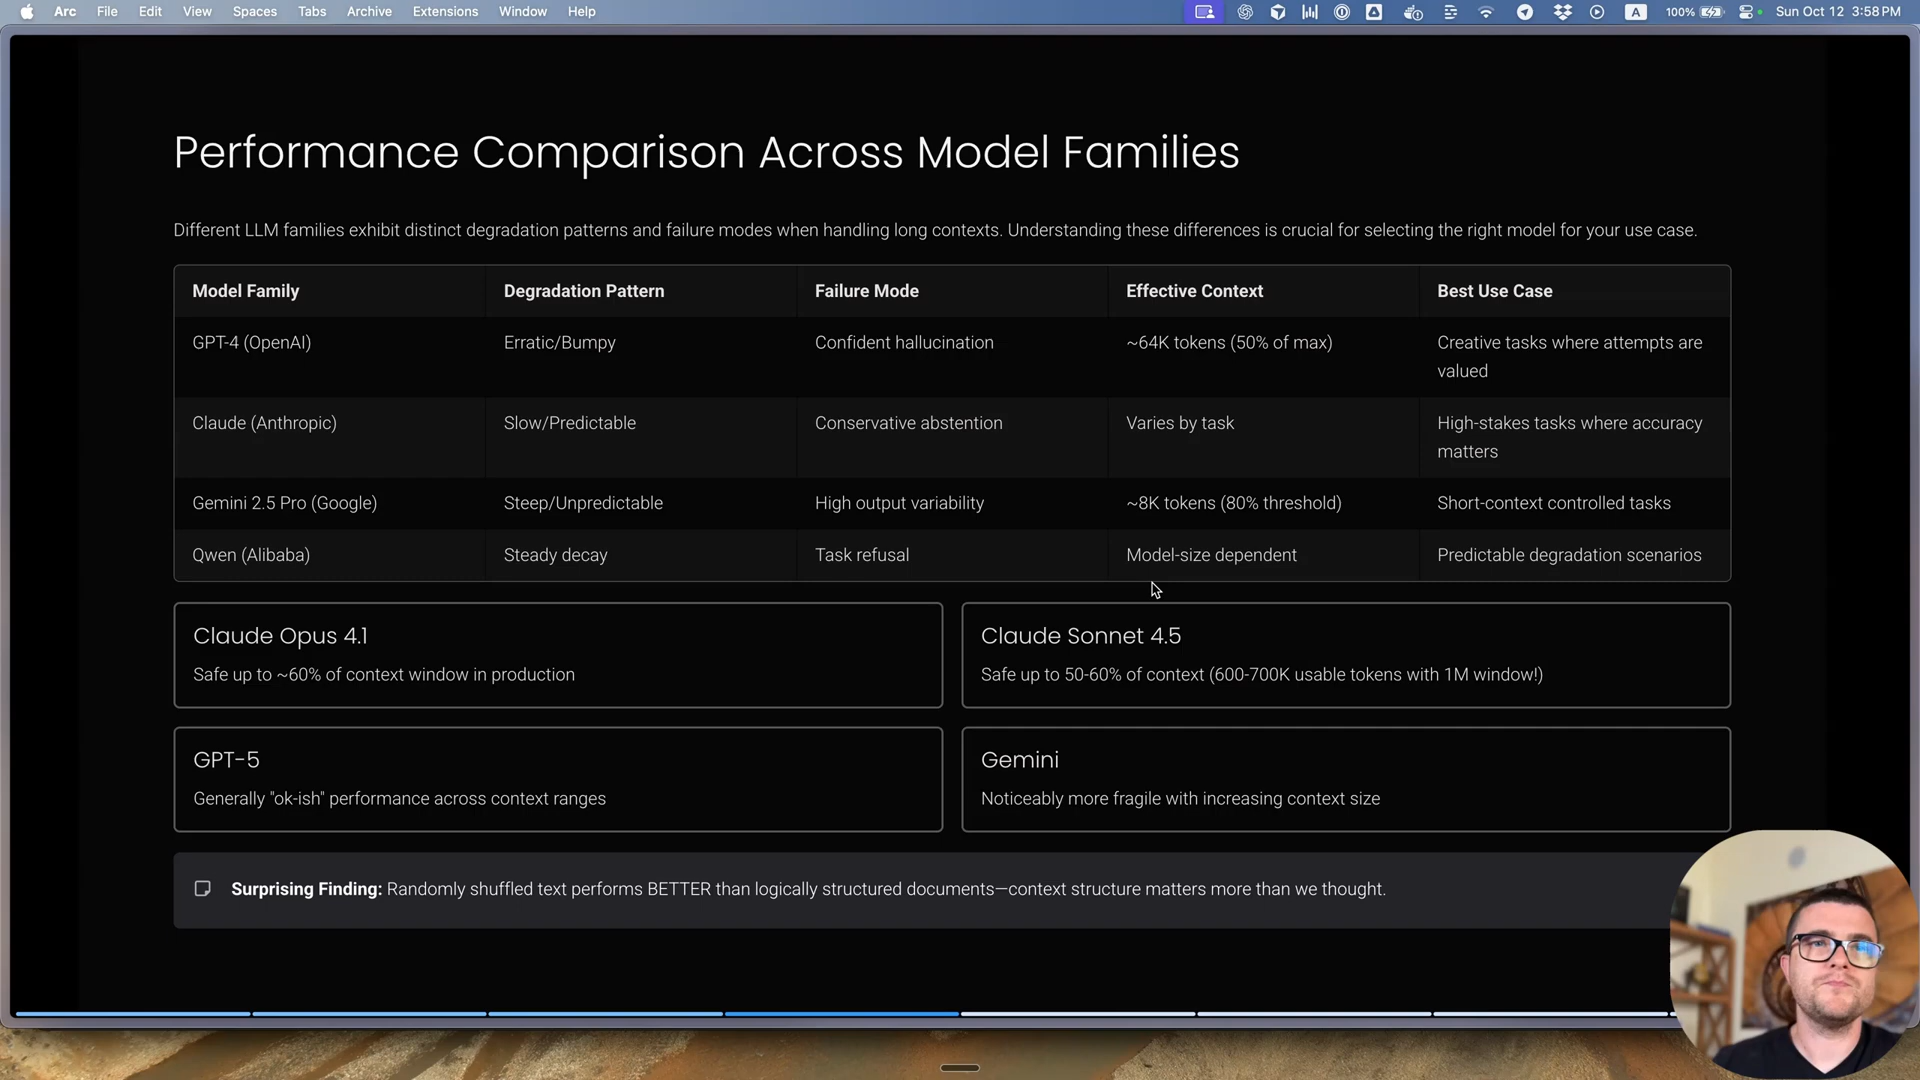 Arc File Edit View Spaces Tabs Archive Extensions Window Help A 100% Sun Oct 12 3:58 PM
Performance Comparison Across Model Families
Different LLM families exhibit distinct degradation patterns and failure modes when handling long contexts. Understanding these differences is crucial for selecting the right model for your use case.
Model Family Degradation Pattern Failure Mode Effective Context Best Use Case
GPT-4 (OpenAI) Erratic/Bumpy Confident hallucination ~64K tokens (50% of max) Creative tasks where attempts are
valued
Claude (Anthropic) Slow/Predictable Conservative abstention Varies by task High-stakes tasks where accuracy
matters
Gemini 2.5 Pro (Google) Steep/Unpredictable High output variability ~8K tokens (80% threshold) Short-context controlled tasks
Qwen (Alibaba) Steady decay Task refusal Model-size dependent Predictable degradation scenarios
Claude Opus 4.1
Safe up to ~60% of context window in production
Claude Sonnet 4.5
Safe up to 50-60% of context (600-700K usable tokens with 1M window!)
GPT-5
Generally "ok-ish" performance across context ranges
Gemini
Noticeably more fragile with increasing context size
Surprising Finding: Randomly shuffled text performs BETTER than logically structured documents—context structure matters more than we thought.